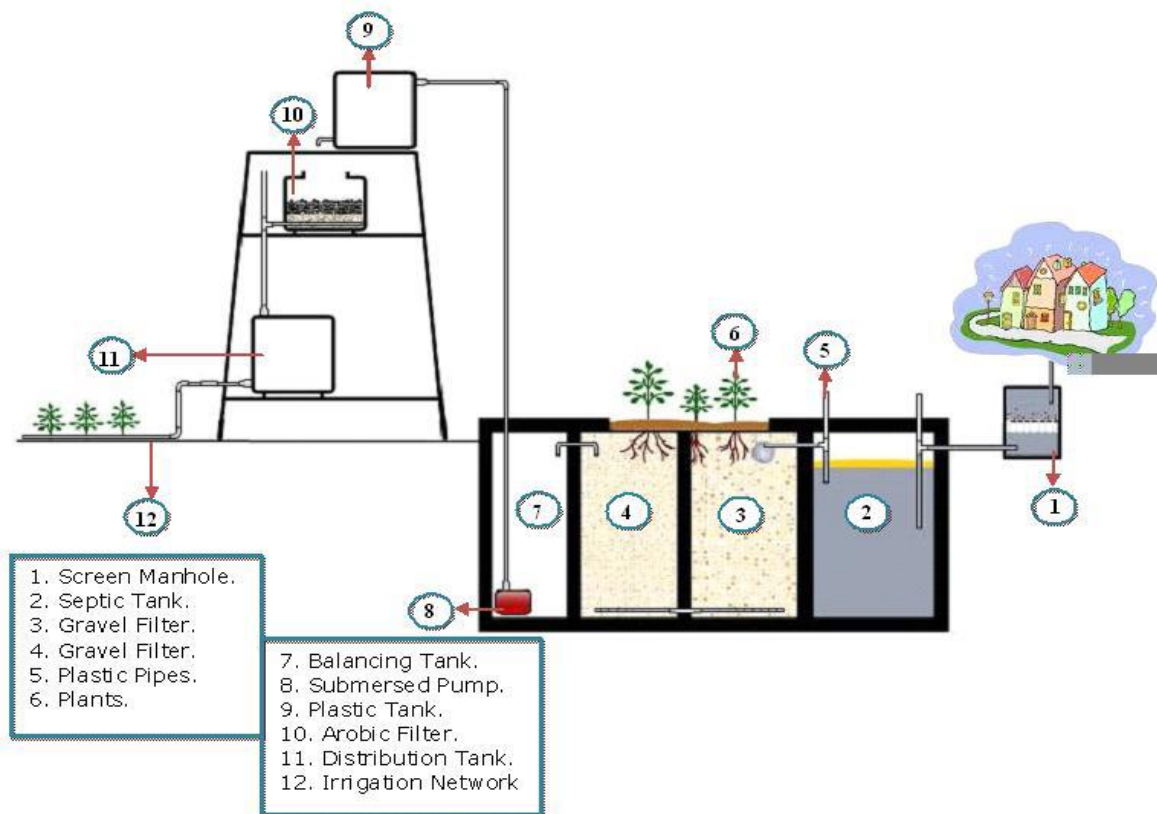 9
10
6
5
11
1
12
7
4
3
2
8
1. Screen Manhole.
2. Septic Tank.
3. Gravel Filter.
4. Gravel Filter.
5. Plastic Pipes.
6. Plants.
7. Balancing Tank.
8. Submersed Pump.
9. Plastic Tank.
10. Arobic Filter.
11. Distribution Tank.
12. Irrigation Network